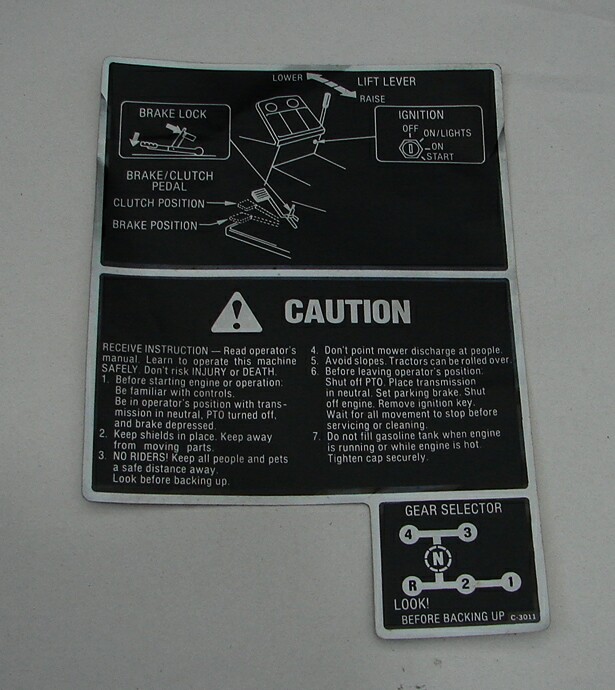 LOWER
LIFT LEVER
RAISE
BRAKE LOCK
IGNITION
OFF
ON/LIGHTS
ON
START
BRAKE/CLUTCH
PEDAL
CLUTCH POSITION
BRAKE POSITION
CAUTION
RECEIVE INSTRUCTION — Read operator's
manual. Learn to operate this machine
SAFELY. Don't risk INJURY or DEATH.
1. Before starting engine or operation:
Be familiar with controls.
Be in operator's position with trans-
mission in neutral, PTO turned off,
and brake depressed.
2. Keep shields in place. Keep away
from moving parts.
3. NO RIDERS! Keep all people and pets
a safe distance away.
Look before backing up.
4. Don't point mower discharge at people.
5. Avoid slopes. Tractors can be rolled over.
6. Before leaving operator's position:
Shut off PTO. Place transmission
in neutral. Set parking brake. Shut
off engine. Remove ignition key.
Wait for all movement to stop before
servicing or cleaning.
7. Do not fill gasoline tank when engine
is running or while engine is hot.
Tighten cap securely.
GEAR SELECTOR
4 3
N
R 2 1
LOOK!
BEFORE BACKING UP C-3011